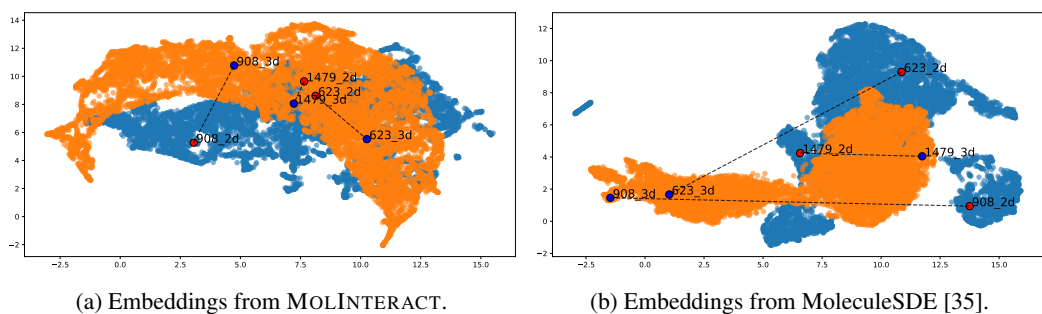 14
12
10
8
6
4
2
0
−2
908_3d
1479_2d
623_2d
1479_3d
908_2d
623_3d
−2.5 0.0 2.5 5.0 7.5 10.0 12.5 15.0
(a) Embeddings from MOLINTERACT.
12
10
8
6
4
2
0
−2
623_2d
1479_2d
1479_3d
908_3d
623_3d
908_2d
−2.5 0.0 2.5 5.0 7.5 10.0 12.5 15.0
(b) Embeddings from MoleculeSDE [35].